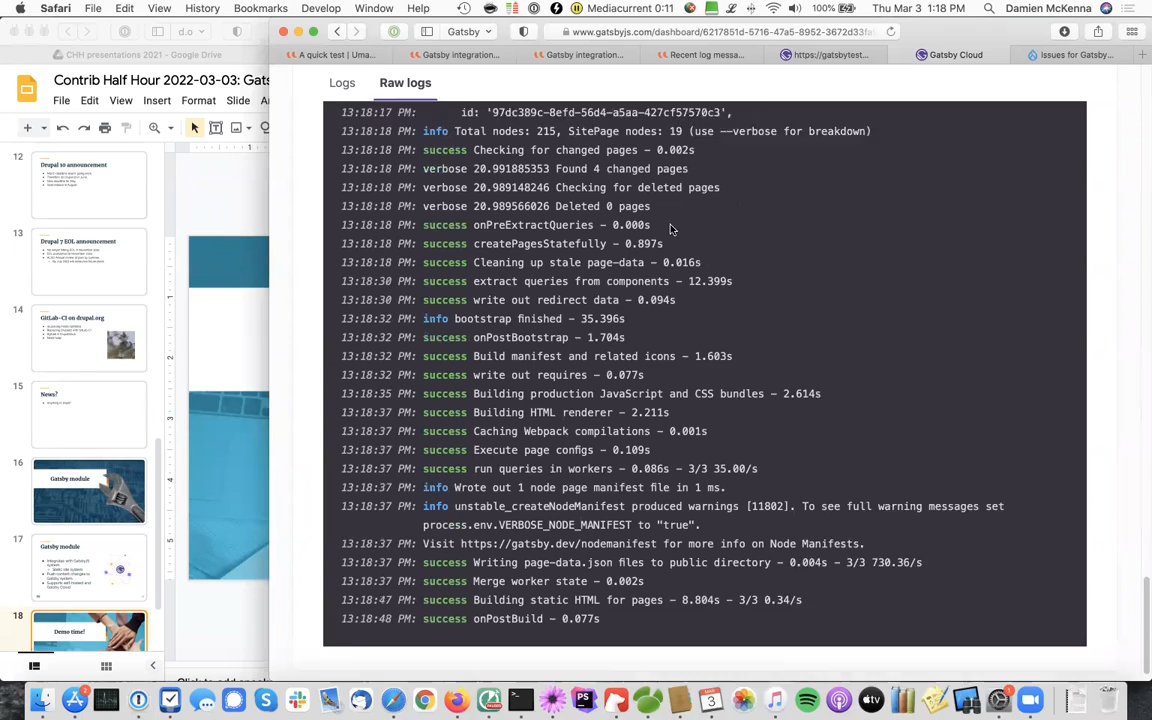 Safari File Edit View History Bookmarks Develop Window Help
Mediacurrent 0:11
100%
Thu Mar 3 1:18 PM
Damien McKenna
d.o
Gatsby
www.gatsbyjs.com/dashboard/6217851d-5716-47a5-8952-3672d33fa
CHH presentations 2021 - Google Drive
A quick test | Uma...
Gatsby integration...
Gatsby integration...
Recent log messa...
https://gatsbytest...
Gatsby Cloud
Issues for Gatsby...
Contrib Half Hour 2022-03-03: Gats
File Edit View Insert Format Slide
Logs
Raw logs
13:18:17 PM: id: '97dc389c-8efd-56d4-a5aa-427cf57570c3',
13:18:18 PM: info Total nodes: 215, SitePage nodes: 19 (use --verbose for breakdown)
13:18:18 PM: success Checking for changed pages - 0.002s
13:18:18 PM: verbose 20.991885353 Found 4 changed pages
13:18:18 PM: verbose 20.989148246 Checking for deleted pages
13:18:18 PM: verbose 20.989566026 Deleted 0 pages
13:18:18 PM: success onPreExtractQueries - 0.000s
13:18:18 PM: success createPagesStatefully - 0.897s
13:18:18 PM: success Cleaning up stale page-data - 0.016s
13:18:30 PM: success extract queries from components - 12.399s
13:18:30 PM: success write out redirect data - 0.094s
13:18:32 PM: info bootstrap finished - 35.396s
13:18:32 PM: success onPostBootstrap - 1.704s
13:18:32 PM: success Build manifest and related icons - 1.603s
13:18:32 PM: success write out requires - 0.077s
13:18:35 PM: success Building production JavaScript and CSS bundles - 2.614s
13:18:37 PM: success Building HTML renderer - 2.211s
13:18:37 PM: success Caching Webpack compilations - 0.001s
13:18:37 PM: success Execute page configs - 0.109s
13:18:37 PM: success run queries in workers - 0.086s - 3/3 35.00/s
13:18:37 PM: info Wrote out 1 node page manifest file in 1 ms.
13:18:37 PM: info unstable_createNodeManifest produced warnings [11802]. To see full warning messages set
process.env.VERBOSE_NODE_MANIFEST to "true".
13:18:37 PM: Visit https://gatsby.dev/nodemanifest for more info on Node Manifests.
13:18:37 PM: success Writing page-data.json files to public directory - 0.004s - 3/3 730.36/s
13:18:37 PM: success Merge worker state - 0.002s
13:18:47 PM: success Building static HTML for pages - 8.804s - 3/3 0.34/s
13:18:48 PM: success onPostBuild - 0.077s
12
Drupal 10 announcement
13
Drupal 7 EOL announcement
14
GitLab-CI on drupal.org
15
News?
16
Gatsby module
17
Gatsby module
18
Demo time!